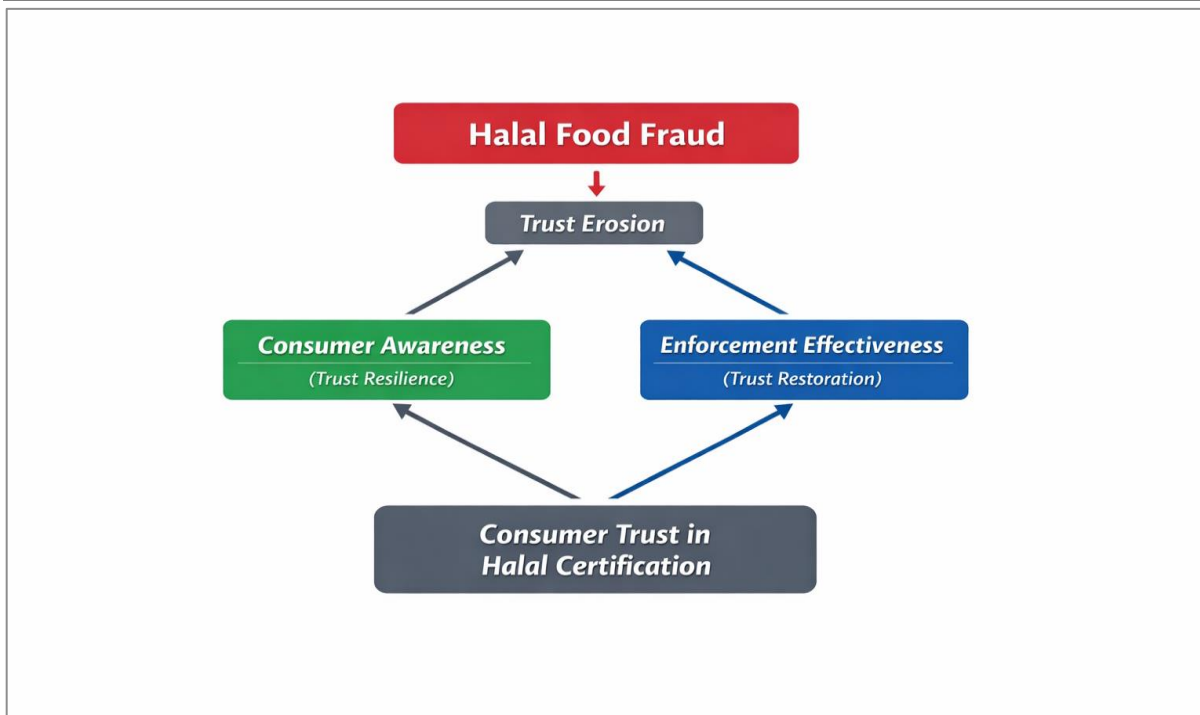 Halal Food Fraud
Trust Erosion
Consumer Awareness
(Trust Resilience)
Enforcement Effectiveness
(Trust Restoration)
Consumer Trust in
Halal Certification